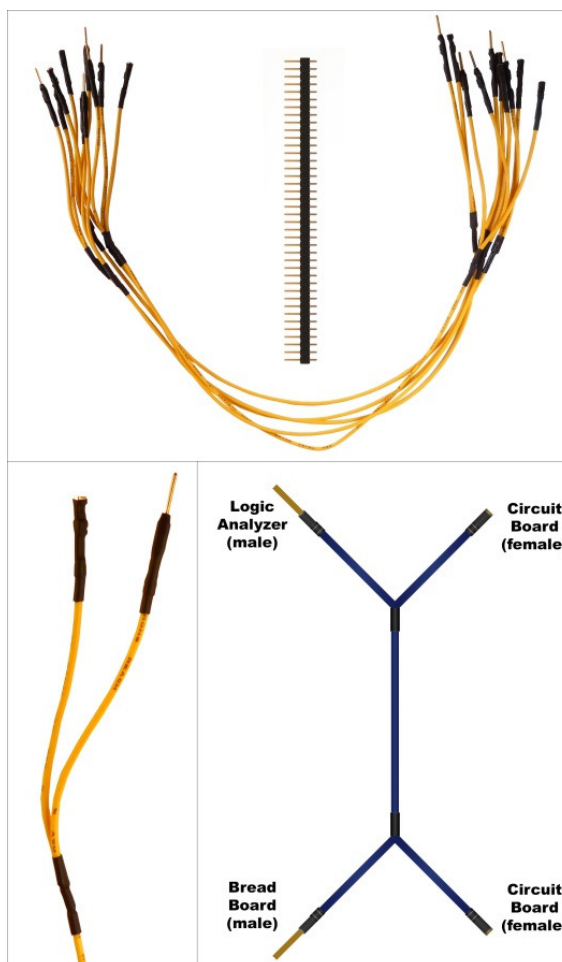 Logic
Analyzer
(male)
Circuit
Board
(female)
Bread
Board
(male)
Circuit
Board
(female)